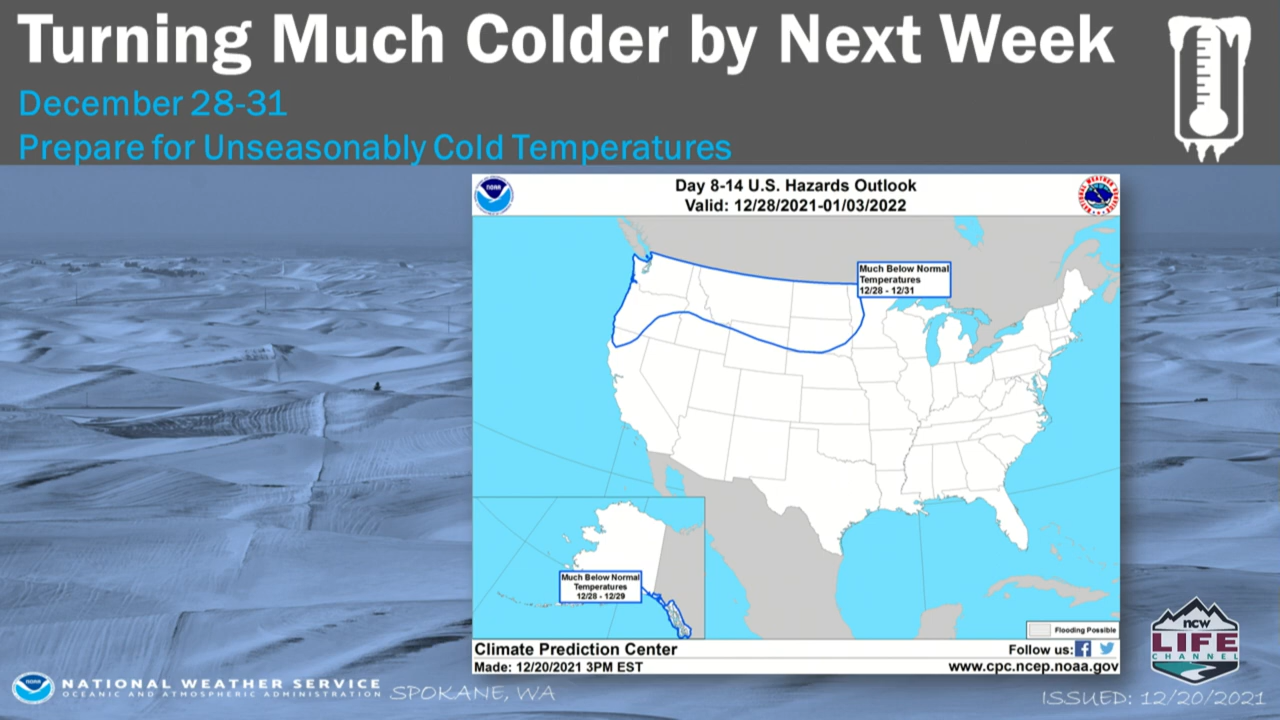 Turning Much Colder by Next Week
December 28-31
Prepare for Unseasonably Cold Temperatures
NOAA
Day 8-14 U.S. Hazards Outlook
Valid: 12/28/2021-01/03/2022
Much Below Normal
Temperatures
12/28 - 12/31
Much Below Normal
Temperatures
12/28 - 12/29
Flooding Possible
Climate Prediction Center
Made: 12/20/2021 3PM EST
Follow us:
www.cpc.ncep.noaa.gov
ncw
LIFE
CHANNEL
NATIONAL WEATHER SERVICE
OCEANIC AND ATMOSPHERIC ADMINISTRATION
SPOKANE, WA
ISSUED: 12/20/2021